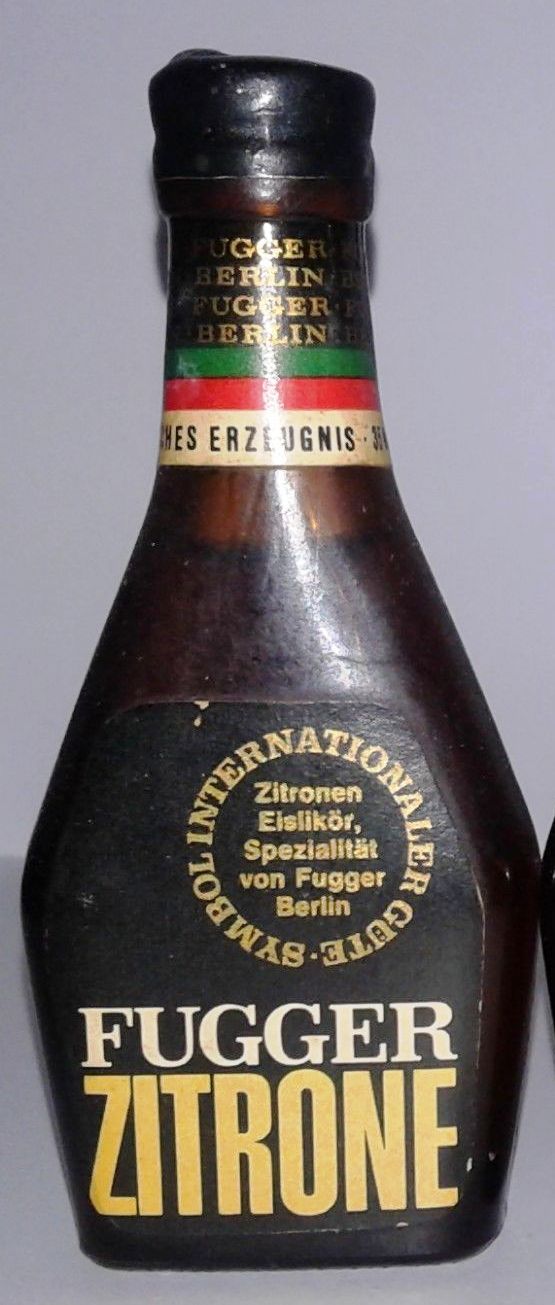 FUGGER
BERLIN
FUGGER
BERLIN
ERZEUGNIS
SYMBOL INTERNATIONALER GÜTE
Zitronen
Eislikör,
Spezialität
von Fugger
Berlin
FUGGER
ZITRONE